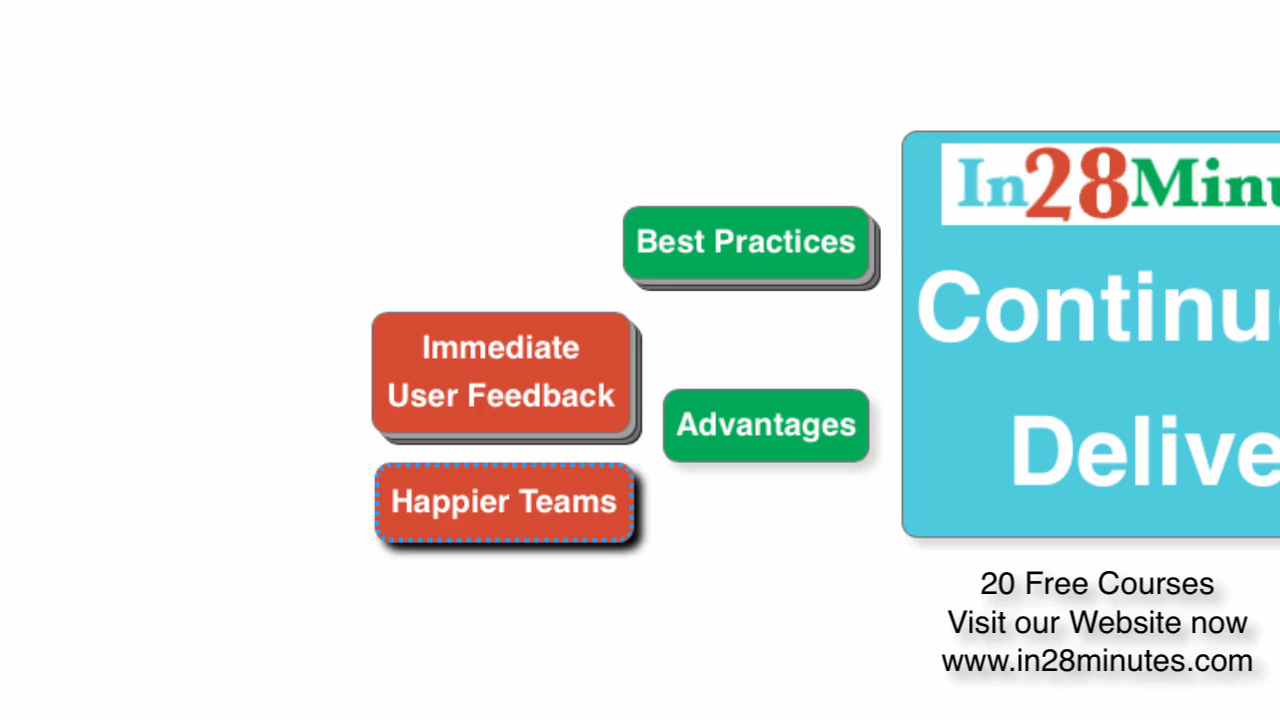 In28Minu
Best Practices
Continu
Immediate
User Feedback
Advantages
Delive
Happier Teams
20 Free Courses
Visit our Website now
www.in28minutes.com